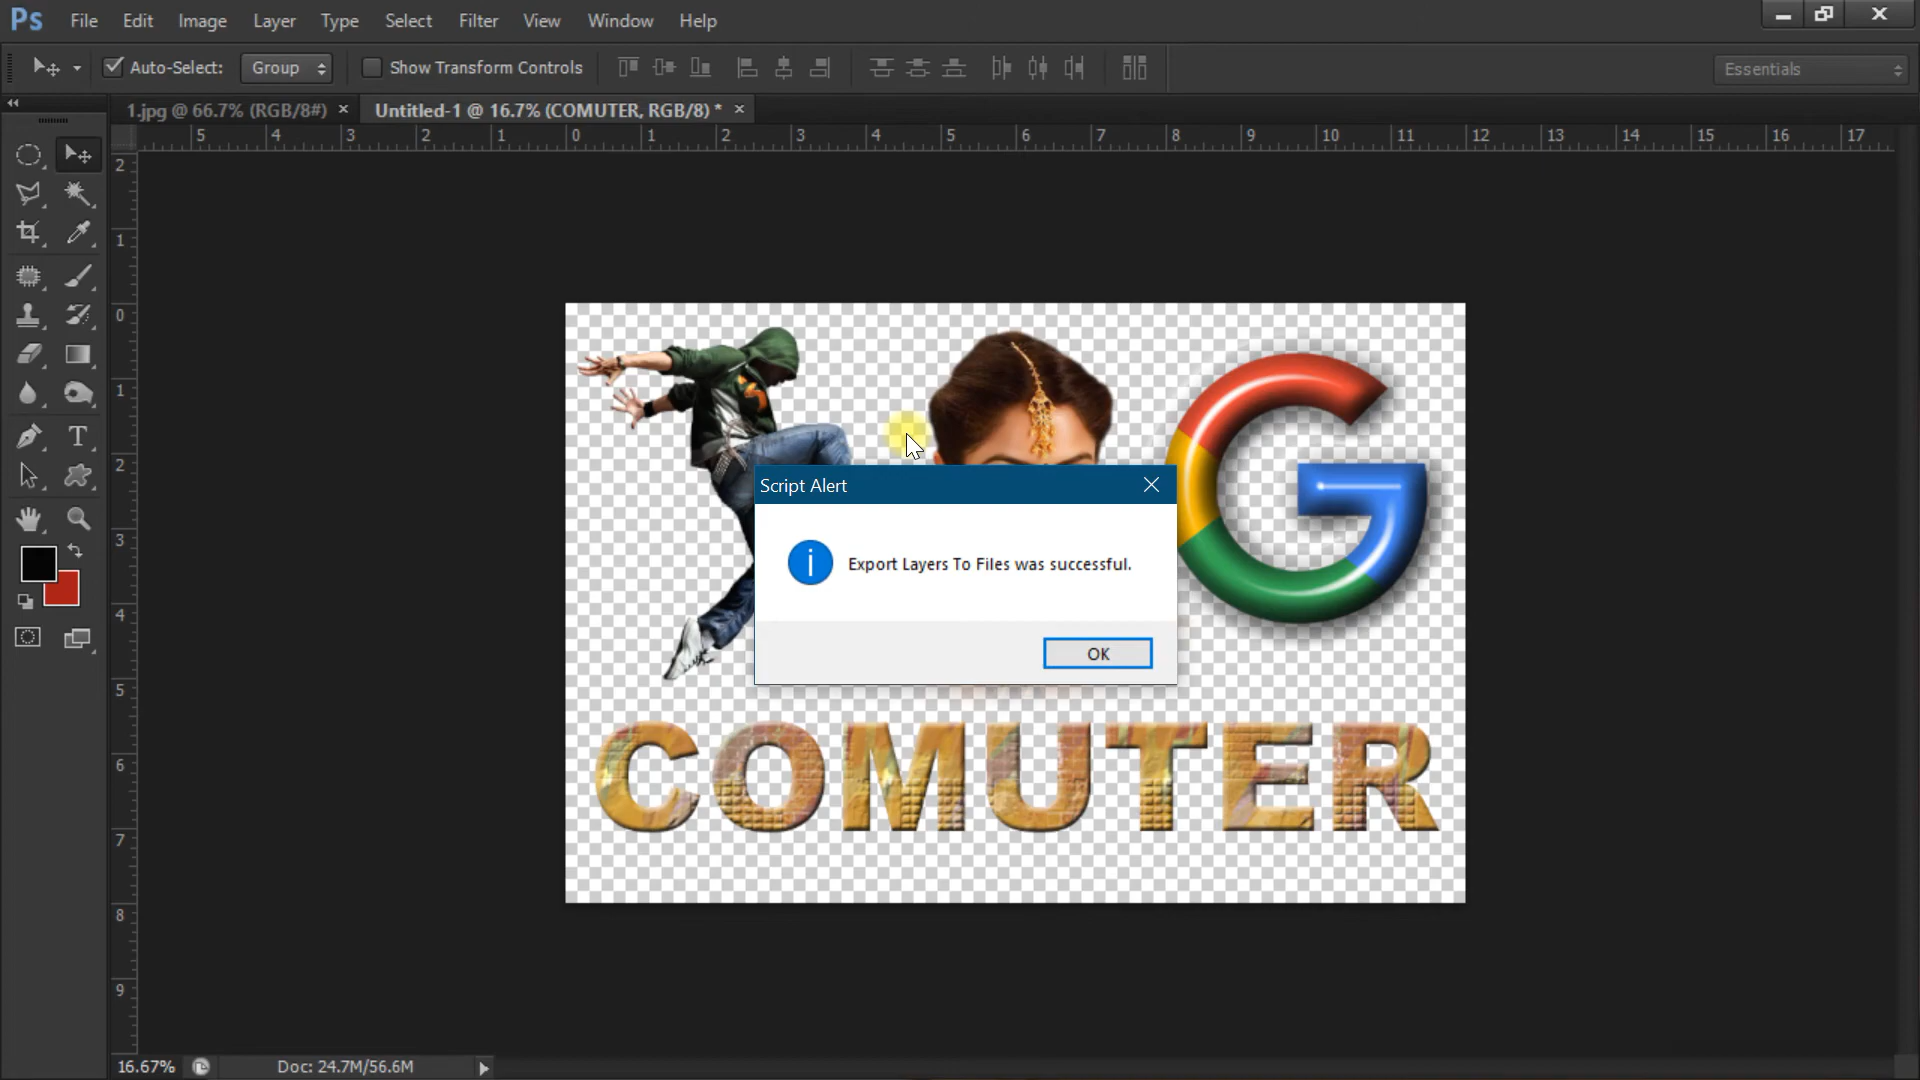 Ps File Edit Image Layer Type Select Filter View Window Help
Auto-Select: Group Show Transform Controls Essentials
1.jpg @ 66.7% (RGB/8#) × Untitled-1 @ 16.7% (COMUTER, RGB/8) * ×
5 4 3 2 1 0 1 2 3 4 5 6 7 8 9 10 11 12 13 14 15 16 17
2
1
0
1
2
3
4
5
6
7
8
9
T
G
Script Alert
i Export Layers To Files was successful.
OK
COMUTER
16.67% Doc: 24.7M/56.6M